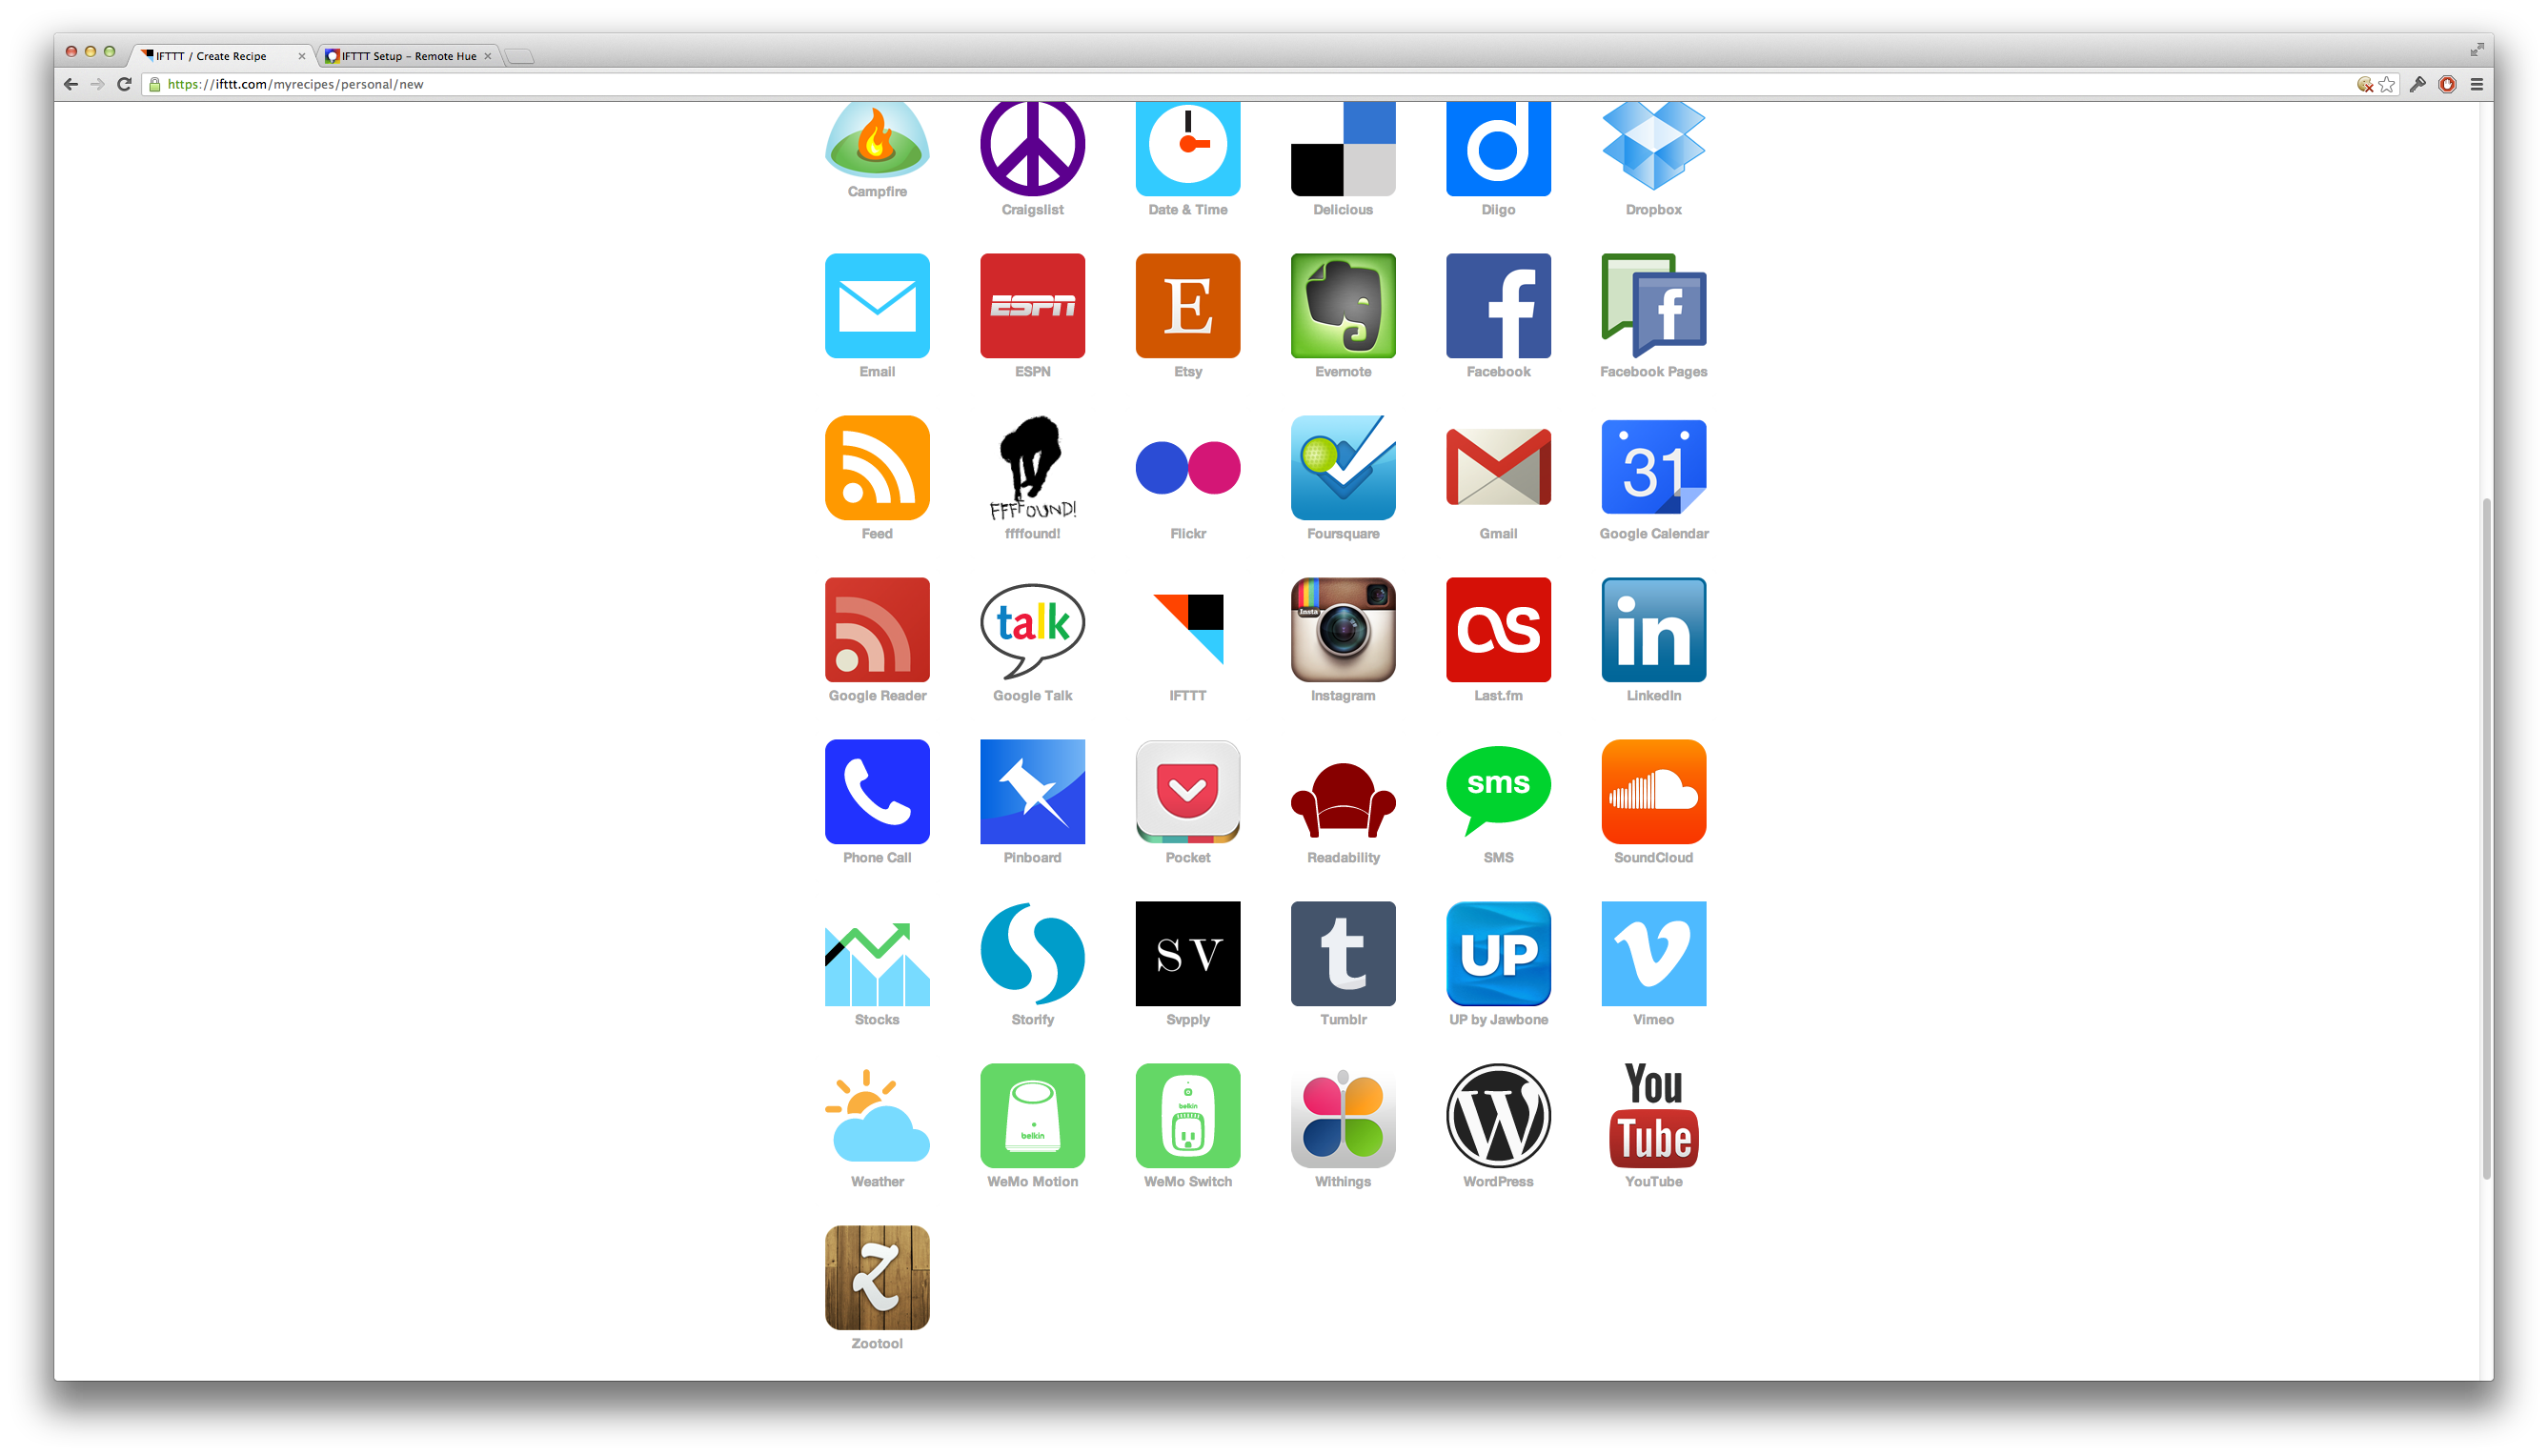 IFTTT / Create Recipe
IFTTT Setup – Remote Hue
https://ifttt.com/myrecipes/personal/new
Campfire
Craigslist
Date & Time
Delicious
Diigo
Dropbox
ESPN
E
f
f
Email
ESPN
Etsy
Evernote
Facebook
Facebook Pages
FFFFOUND!
31
Feed
ffffound!
Flickr
Foursquare
Gmail
Google Calendar
talk
Insta
as
in
Google Reader
Google Talk
IFTTT
Instagram
Last.fm
LinkedIn
sms
Phone Call
Pinboard
Pocket
Readability
SMS
SoundCloud
SV
t
UP
v
Stocks
Storify
Svpply
Tumblr
UP by Jawbone
Vimeo
belkin
belkin
W
You
Tube
Weather
WeMo Motion
WeMo Switch
Withings
WordPress
YouTube
Z
Zootool